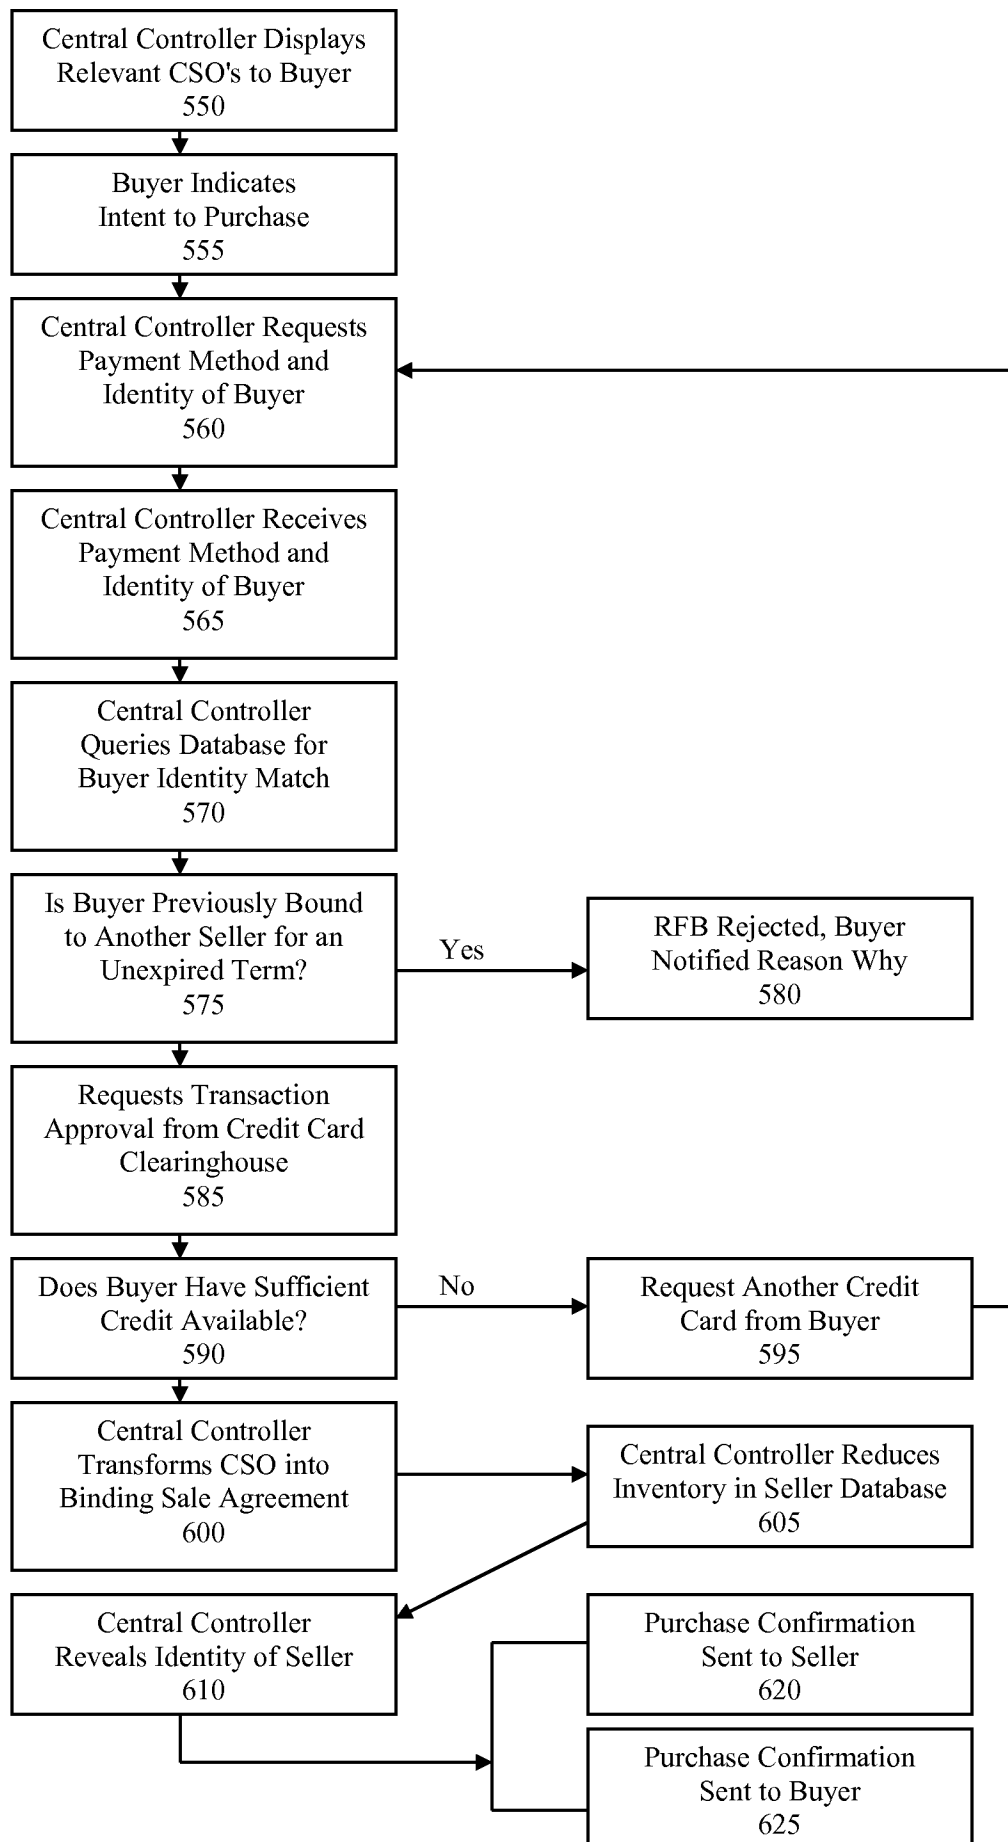 Central Controller Displays
Relevant CSO's to Buyer
550
Buyer Indicates
Intent to Purchase
555
Central Controller Requests
Payment Method and
Identity of Buyer
560
Central Controller Receives
Payment Method and
Identity of Buyer
565
Central Controller
Queries Database for
Buyer Identity Match
570
Is Buyer Previously Bound
to Another Seller for an
Unexpired Term?
575
Yes
RFB Rejected, Buyer
Notified Reason Why
580
Requests Transaction
Approval from Credit Card
Clearinghouse
585
Does Buyer Have Sufficient
Credit Available?
590
No
Request Another Credit
Card from Buyer
595
Central Controller
Transforms CSO into
Binding Sale Agreement
600
Central Controller Reduces
Inventory in Seller Database
605
Central Controller
Reveals Identity of Seller
610
Purchase Confirmation
Sent to Seller
620
Purchase Confirmation
Sent to Buyer
625